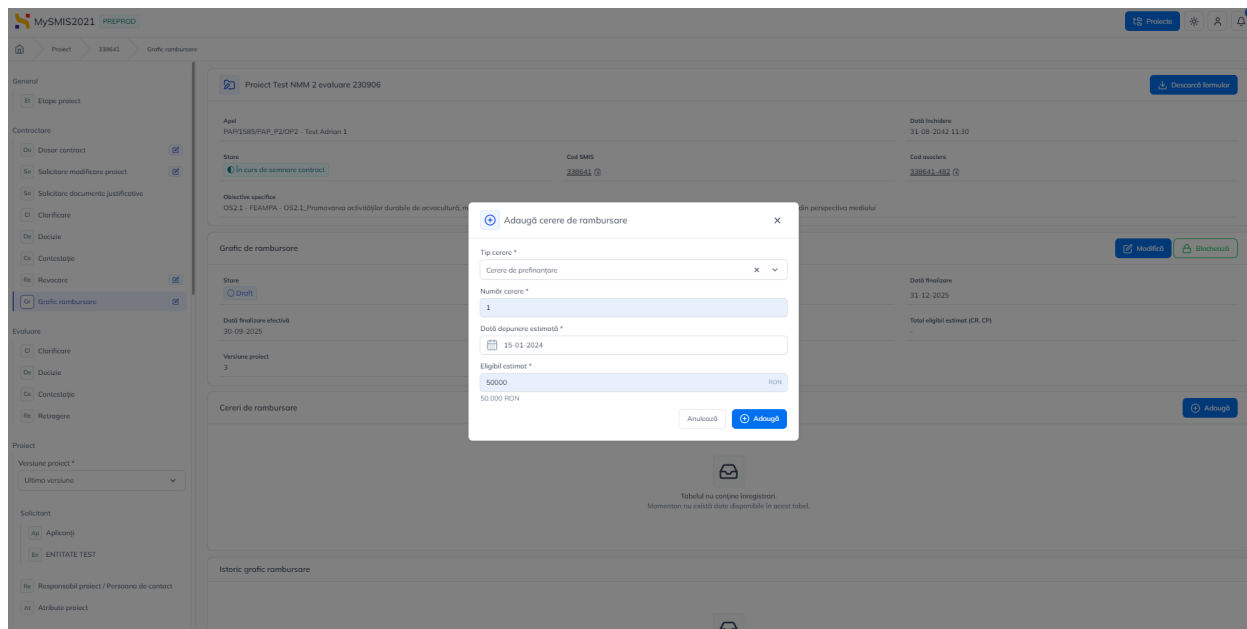 MySMIS2021 PREPROD
Proiecte
Proiect 338641 Grafic rambursare
General
Et Etape proiect
Contractare
Do Dosar contract
So Solicitare modificare proiect
So Solicitare documente justificative
Cl Clarificare
De Decizie
Co Contestație
Re Revocare
Gr Grafic rambursare
Evaluare
Cl Clarificare
De Decizie
Co Contestație
Re Retragere
Proiect
Versiune proiect *
Ultima versiune
Solicitant
Ap Aplicanți
En ENTITATE TEST
Re Responsabil proiect / Persoana de contact
At Atribute proiect
Proiect Test NMM 2 evaluare 230906
Descarcă formular
Apel
PAP/1585/PAP_P2/OP2 - Test Adrian 1
Dată închidere
31-08-2042 11:30
Stare
În curs de semnare contract
Cod SMIS
338641
Cod asociere
338641-482
Obiective specifice
OS2.1 - FEAMPA - OS2.1_Promovarea activităților durabile de acvacultură, m
din perspectiva mediului
Grafic de rambursare
Modifică
Blochează
Stare
Draft
Dată finalizare
31-12-2025
Dată finalizare efectivă
30-09-2025
Total eligibil estimat (CR, CP)
-
Versiune proiect
3
Adaugă cerere de rambursare
Tip cerere *
Cerere de prefinanțare
Număr cerere *
1
Dată depunere estimată *
15-01-2024
Eligibil estimat *
50000 RON
50.000 RON
Anulează
Adaugă
Cereri de rambursare
Adaugă
Tabelul nu conține înregistrari.
Momentan nu există date disponibile în acest tabel.
Istoric grafic rambursare